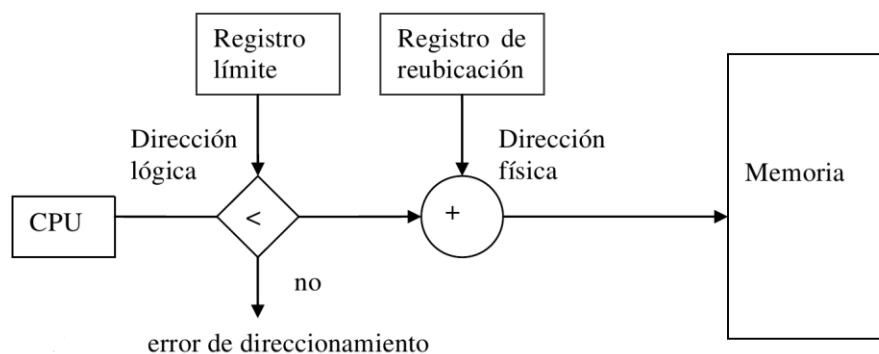 Registro
límite
Registro de
reubicación
Dirección
lógica
Dirección
física
Memoria
CPU
<
+
no
error de direccionamiento